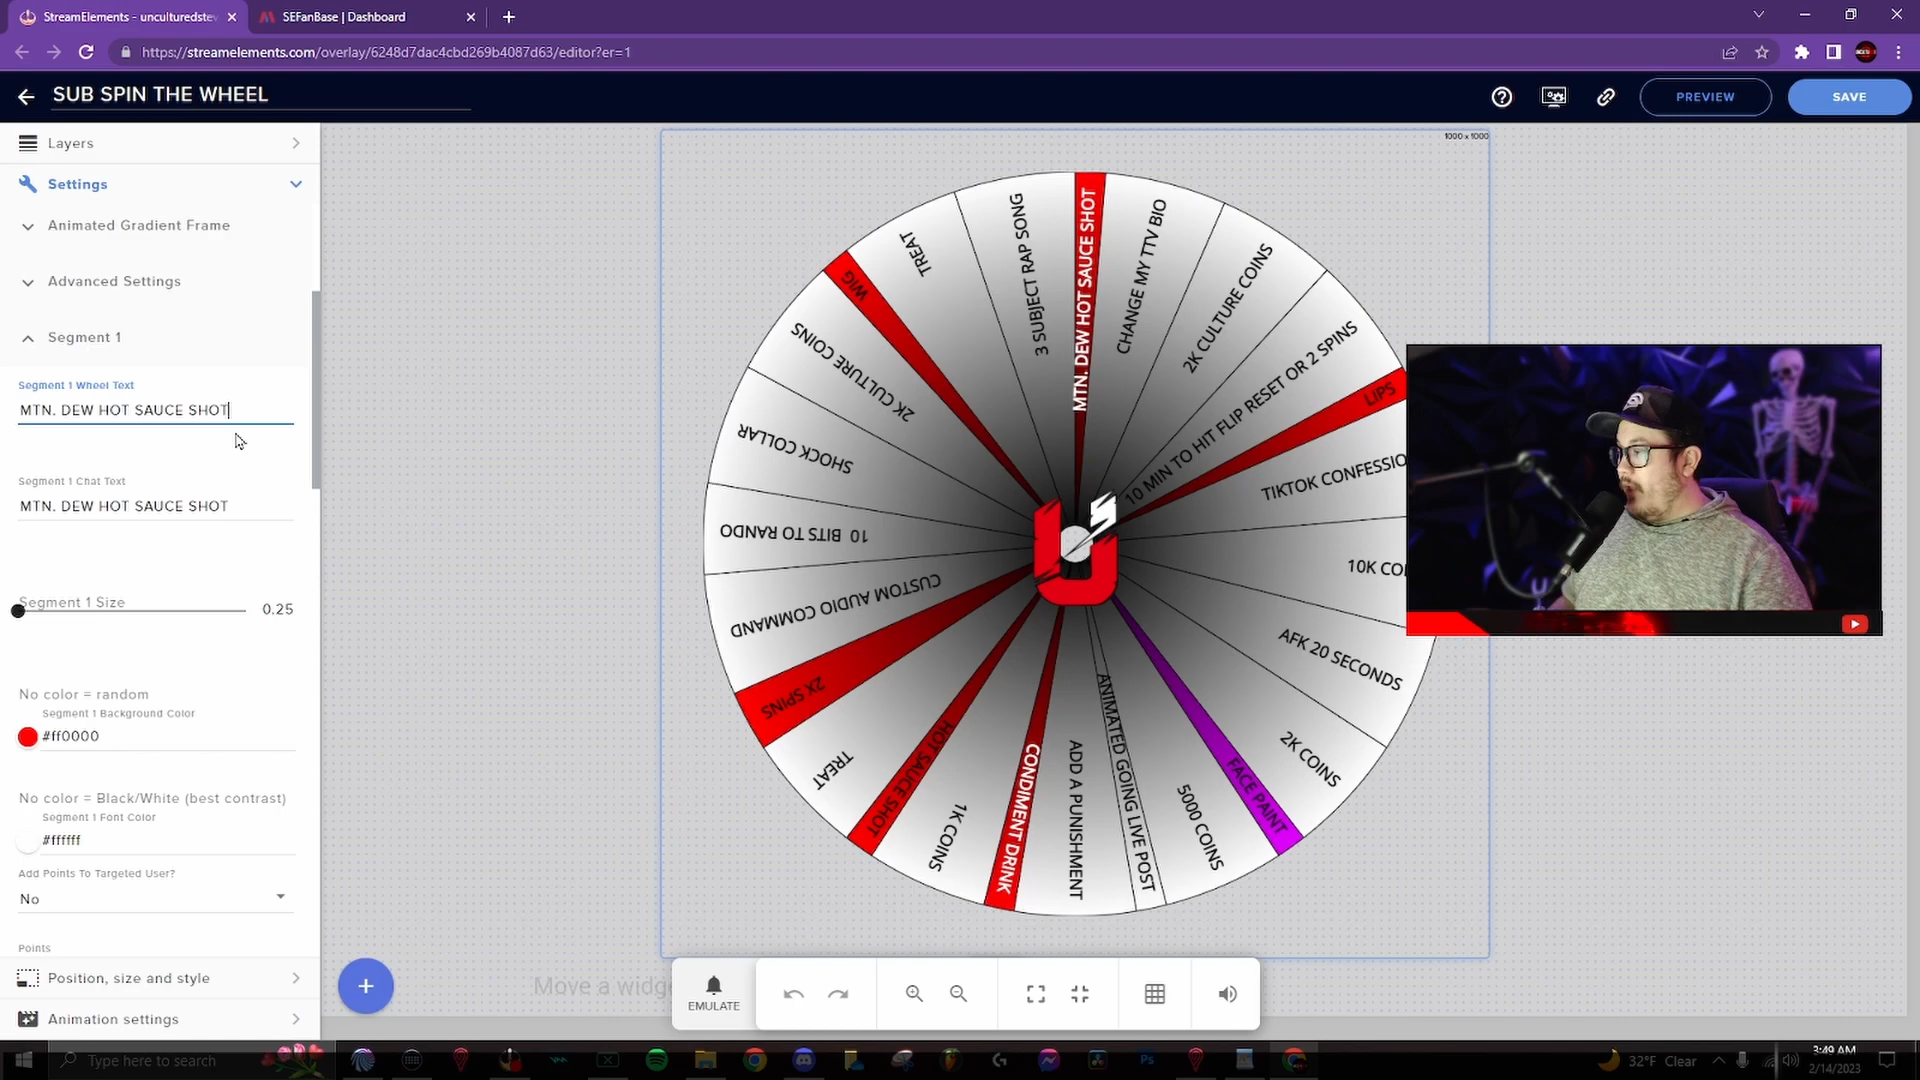 StreamElements - unculturedstev
SEFanBase | Dashboard
https://streamelements.com/overlay/6248d7dac4cbd269b4087d63/editor?er=1
SUB SPIN THE WHEEL
PREVIEW
SAVE
Layers
Settings
Animated Gradient Frame
Advanced Settings
Segment 1
Segment 1 Wheel Text
MTN. DEW HOT SAUCE SHOT
Segment 1 Chat Text
MTN. DEW HOT SAUCE SHOT
Segment 1 Size
0.25
No color = random
Segment 1 Background Color
#ff0000
No color = Black/White (best contrast)
Segment 1 Font Color
#ffffff
Add Points To Targeted User?
No
Points
Position, size and style
Animation settings
1000 x 1000
MTN. DEW HOT SAUCE SHOT
CHANGE MY TTV BIO
2K CULTURE COINS
10 MIN TO HIT FLIP RESET OR 2 SPINS
LIPS
TIKTOK CONFESSIO
10K CO
AFK 20 SECONDS
2K COINS
FACE PAINT
5000 COINS
ANIMATED GOING LIVE POST
ADD A PUNISHMENT
CONDIMENT DRINK
1K COINS
HOT SAUCE SHOT
TREAT
2X SPINS
CUSTOM AUDIO COMMAND
10 BITS TO RANDO
SHOCK COLLAR
2K CULTURE COINS
WIG
TREAT
3 SUBJECT RAP SONG
Move a widge
EMULATE
Type here to search
32°F Clear
3:49 AM
2/14/2023